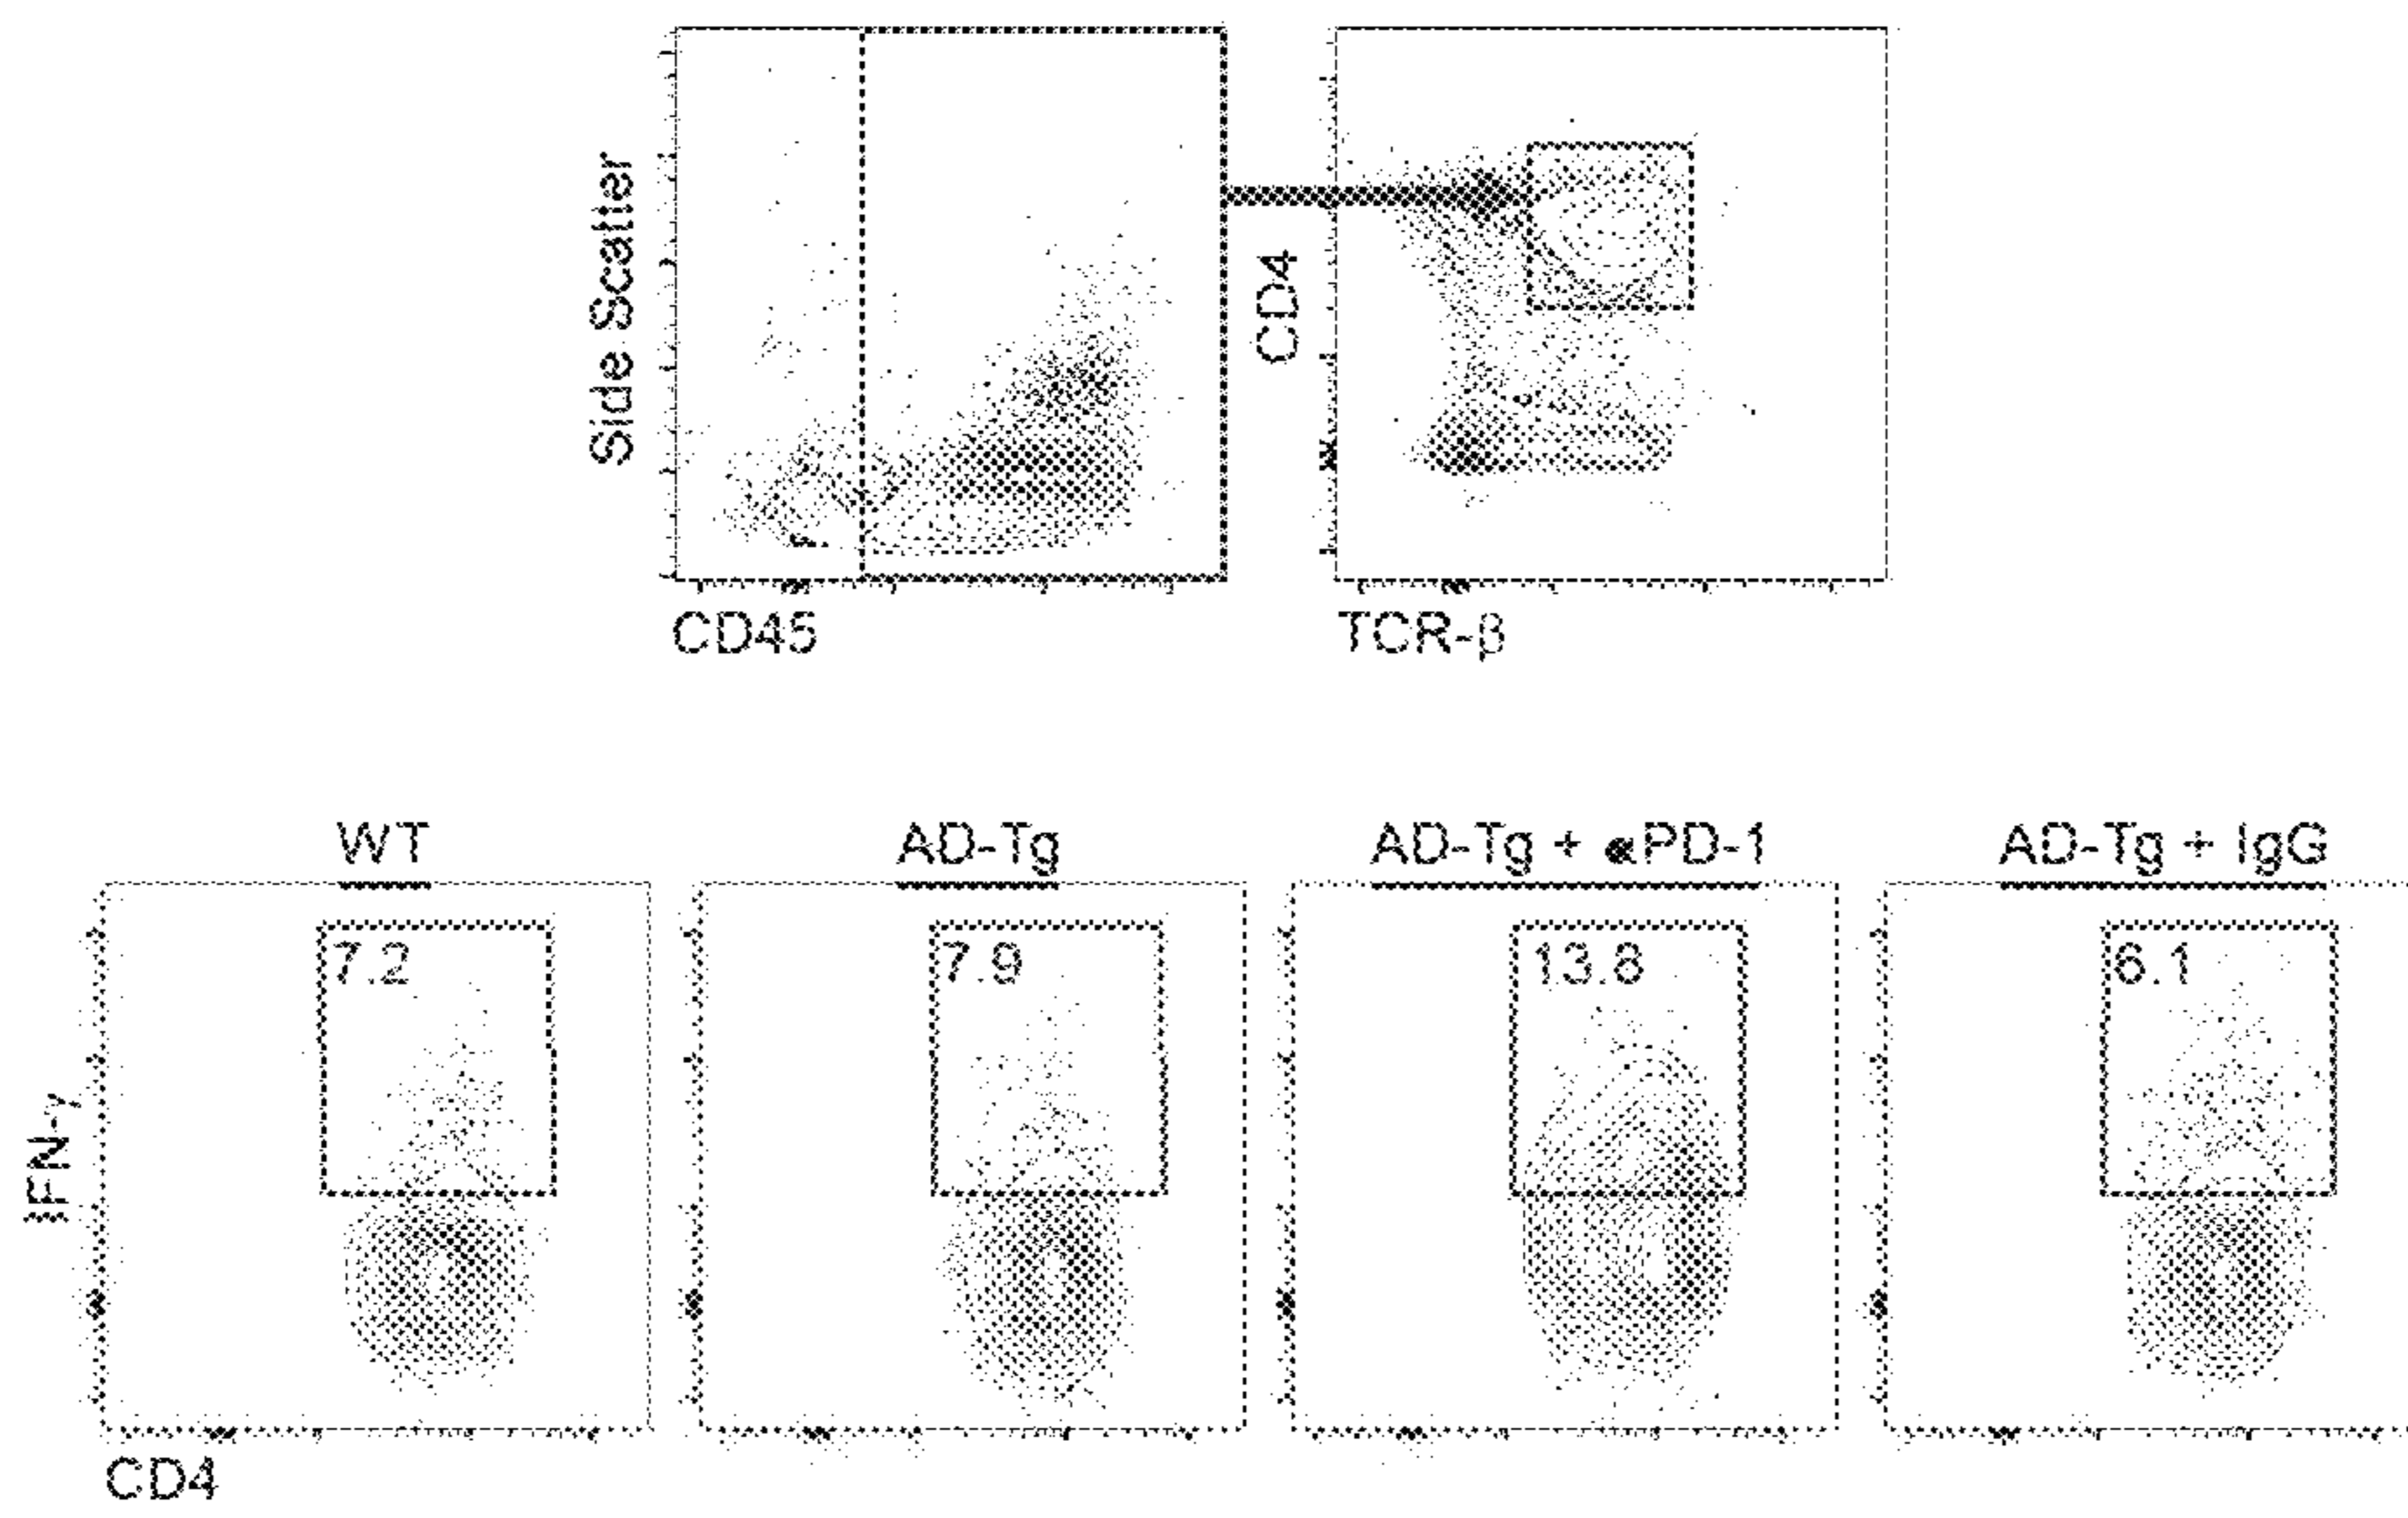 Side Scatter
CD45
CD4
TCR-β
WT
AD-Tg
AD-Tg + αPD-1
AD-Tg + IgG
7.2
7.9
13.8
6.1
IFN-γ
CD4